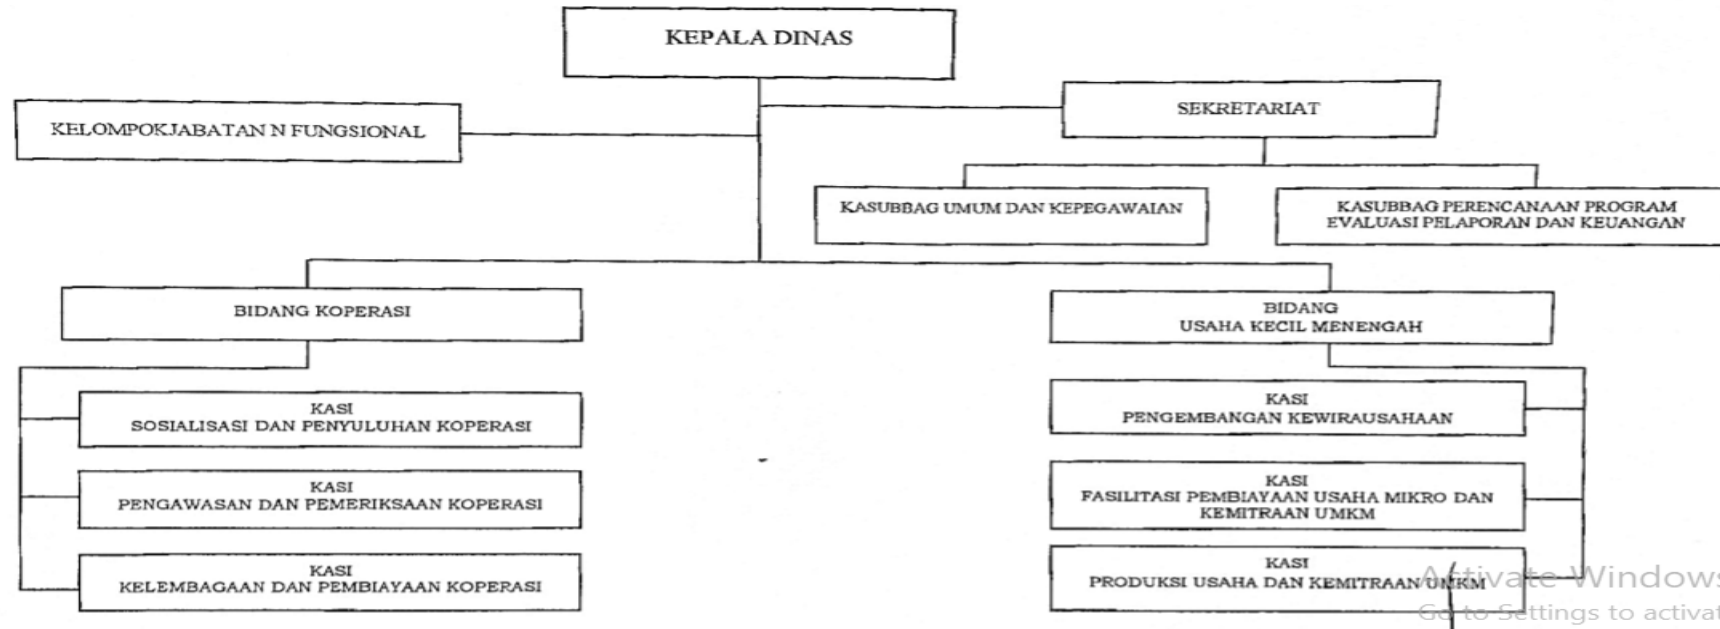 KEPALA DINAS
SEKRETARIAT
KELOMPOKJABATAN N FUNGSIONAL
KASUBBAG UMUM DAN KEPEGAWAIAN
KASUBBAG PERENCANAAN PROGRAM
EVALUASI PELAPORAN DAN KEUANGAN
BIDANG KOPERASI
BIDANG
USAHA KECIL MENENGAH
KASI
SOSIALISASI DAN PENYULUHAN KOPERASI
KASI
PENGAWASAN DAN PEMERIKSAAN KOPERASI
KASI
KELEMBAGAAN DAN PEMBIAYAAN KOPERASI
KASI
PENGEMBANGAN KEWIRAUSAHAAN
KASI
FASILITASI PEMBIAYAAN USAHA MIKRO DAN
KEMITRAAN UMKM
KASI
PRODUKSI USAHA DAN KEMITRAAN UMKM
Activate Windows
Go to Settings to activat